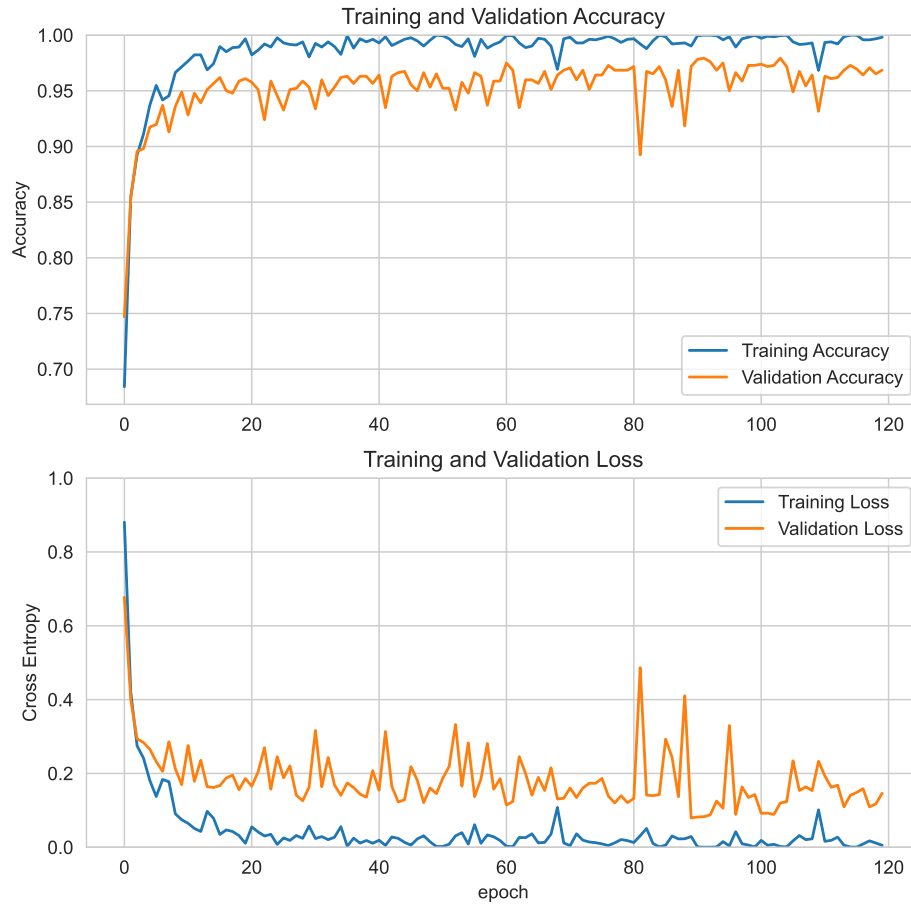 Training and Validation Accuracy
1.00
0.95
0.90
0.85
0.80
0.75
0.70
Accuracy
Training Accuracy
Validation Accuracy
0 20 40 60 80 100 120
Training and Validation Loss
1.0
0.8
0.6
0.4
0.2
0.0
Cross Entropy
Training Loss
Validation Loss
0 20 40 60 80 100 120
epoch